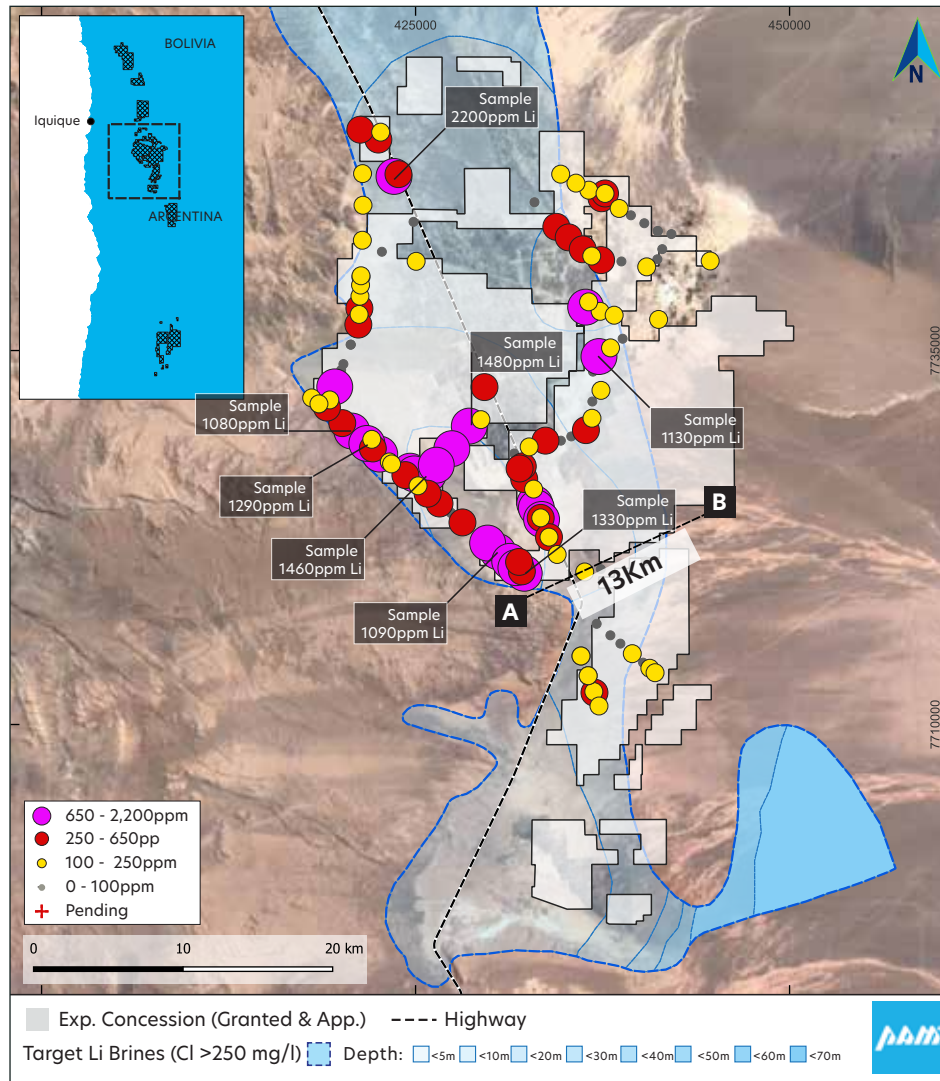 425000
450000
BOLIVIA
Iquique
ARGENTINA
N
Sample
2200ppm Li
7735000
Sample
1480ppm Li
Sample
1080ppm Li
Sample
1130ppm Li
Sample
1290ppm Li
Sample
1330ppm Li
B
Sample
1460ppm Li
13Km
A
Sample
1090ppm Li
7710000
650 - 2,200ppm
250 - 650pp
100 - 250ppm
0 - 100ppm
Pending
0 10 20 km
Exp. Concession (Granted & App.) Highway
Target Li Brines (Cl >250 mg/l) Depth: <5m <10m <20m <30m <40m <50m <60m <70m